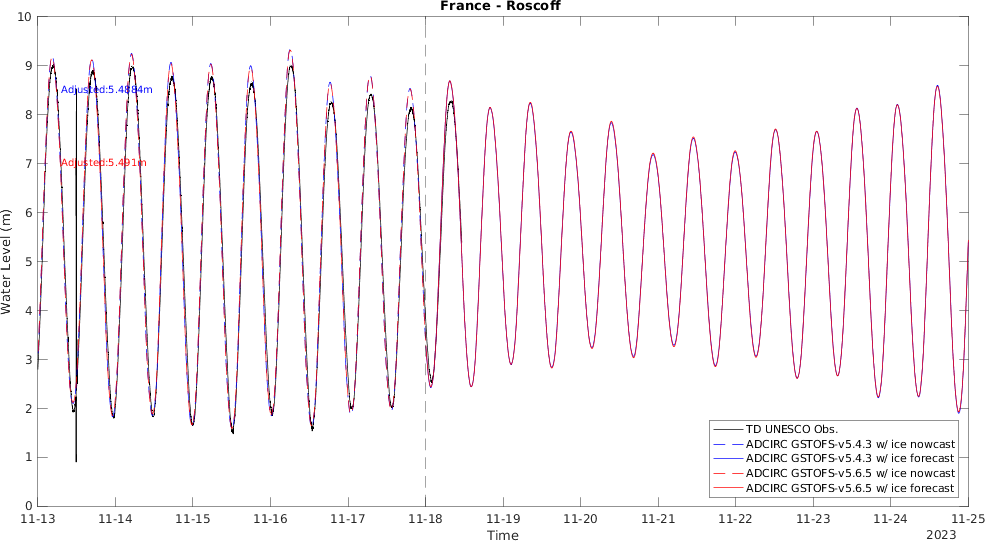 France - Roscoff
10
9
8
7
6
5
4
3
2
1
0
Water Level (m)
Adjusted:5.4884m
Adjusted:5.491m
TD UNESCO Obs.
ADCIRC GSTOFS-v5.4.3 w/ ice nowcast
ADCIRC GSTOFS-v5.4.3 w/ ice forecast
ADCIRC GSTOFS-v5.6.5 w/ ice nowcast
ADCIRC GSTOFS-v5.6.5 w/ ice forecast
11-13 11-14 11-15 11-16 11-17 11-18 11-19 11-20 11-21 11-22 11-23 11-24 11-25
Time
2023